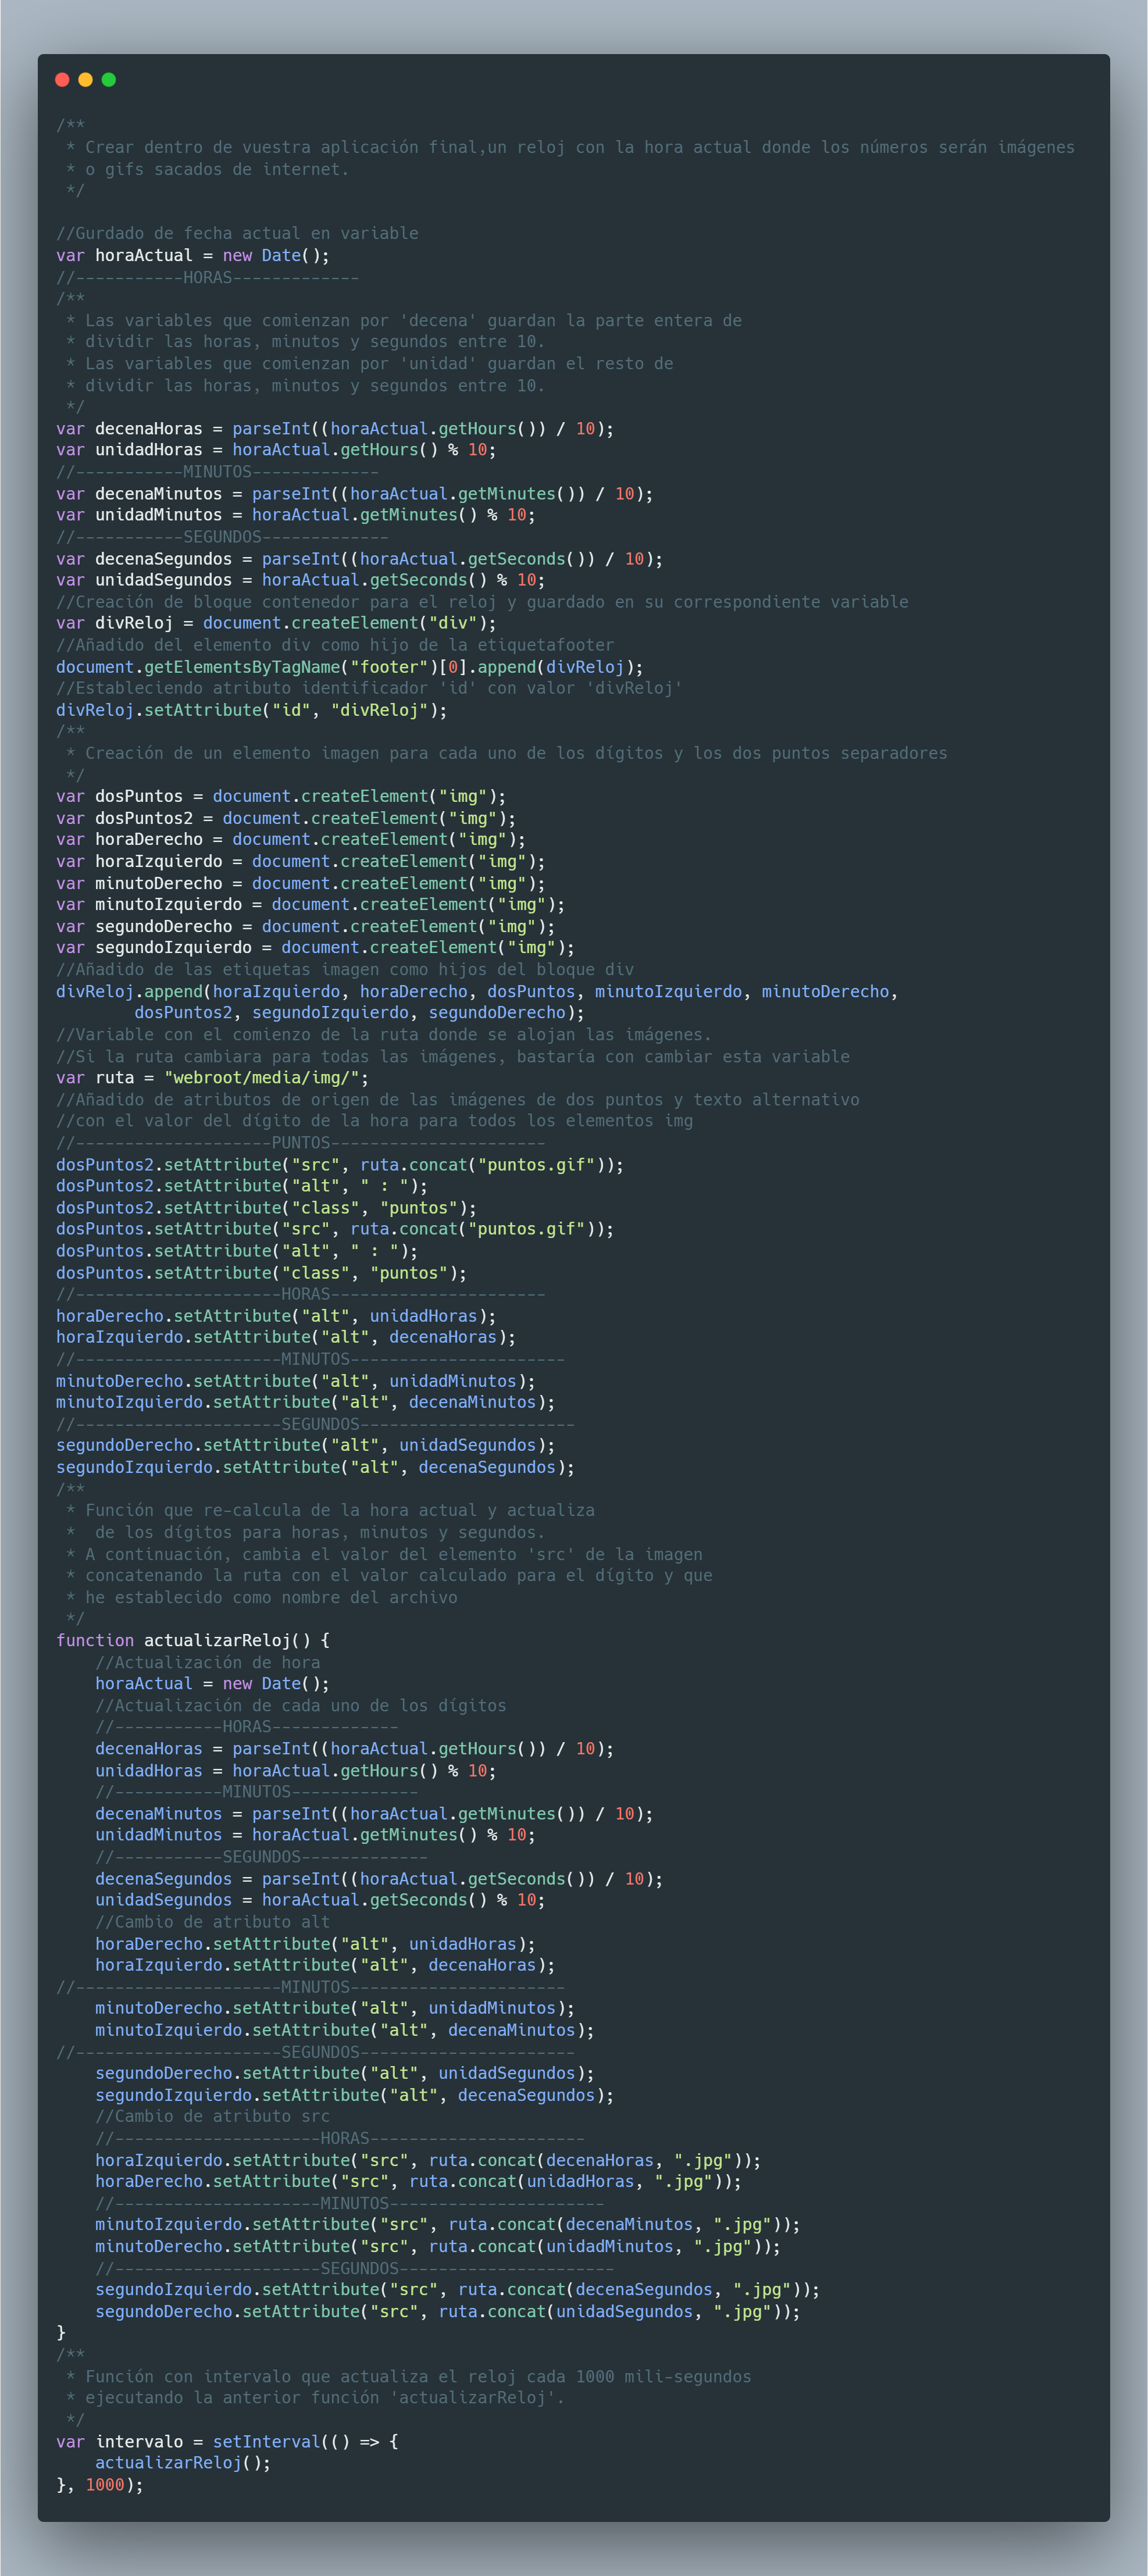 /**
 * Crear dentro de vuestra aplicación final,un reloj con la hora actual donde los números serán imágenes
 * o gifs sacados de internet.
 */

//Gurdado de fecha actual en variable
var horaActual = new Date();
//-----------HORAS-------------
/**
 * Las variables que comienzan por 'decena' guardan la parte entera de
 * dividir las horas, minutos y segundos entre 10.
 * Las variables que comienzan por 'unidad' guardan el resto de
 * dividir las horas, minutos y segundos entre 10.
 */
var decenaHoras = parseInt((horaActual.getHours()) / 10);
var unidadHoras = horaActual.getHours() % 10;
//-----------MINUTOS-------------
var decenaMinutos = parseInt((horaActual.getMinutes()) / 10);
var unidadMinutos = horaActual.getMinutes() % 10;
//-----------SEGUNDOS-------------
var decenaSegundos = parseInt((horaActual.getSeconds()) / 10);
var unidadSegundos = horaActual.getSeconds() % 10;
//Creación de bloque contenedor para el reloj y guardado en su correspondiente variable
var divReloj = document.createElement("div");
//Añadido del elemento div como hijo de la etiquetafooter
document.getElementsByTagName("footer")[0].append(divReloj);
//Estableciendo atributo identificador 'id' con valor 'divReloj'
divReloj.setAttribute("id", "divReloj");
/**
 * Creación de un elemento imagen para cada uno de los dígitos y los dos puntos separadores
 */
var dosPuntos = document.createElement("img");
var dosPuntos2 = document.createElement("img");
var horaDerecho = document.createElement("img");
var horaIzquierdo = document.createElement("img");
var minutoDerecho = document.createElement("img");
var minutoIzquierdo = document.createElement("img");
var segundoDerecho = document.createElement("img");
var segundoIzquierdo = document.createElement("img");
//Añadido de las etiquetas imagen como hijos del bloque div
divReloj.append(horaIzquierdo, horaDerecho, dosPuntos, minutoIzquierdo, minutoDerecho,
        dosPuntos2, segundoIzquierdo, segundoDerecho);
//Variable con el comienzo de la ruta donde se alojan las imágenes.
//Si la ruta cambiara para todas las imágenes, bastaría con cambiar esta variable
var ruta = "webroot/media/img/";
//Añadido de atributos de origen de las imágenes de dos puntos y texto alternativo
//con el valor del dígito de la hora para todos los elementos img
//--------------------PUNTOS----------------------
dosPuntos2.setAttribute("src", ruta.concat("puntos.gif"));
dosPuntos2.setAttribute("alt", " : ");
dosPuntos2.setAttribute("class", "puntos");
dosPuntos.setAttribute("src", ruta.concat("puntos.gif"));
dosPuntos.setAttribute("alt", " : ");
dosPuntos.setAttribute("class", "puntos");
//---------------------HORAS----------------------
horaDerecho.setAttribute("alt", unidadHoras);
horaIzquierdo.setAttribute("alt", decenaHoras);
//---------------------MINUTOS----------------------
minutoDerecho.setAttribute("alt", unidadMinutos);
minutoIzquierdo.setAttribute("alt", decenaMinutos);
//---------------------SEGUNDOS----------------------
segundoDerecho.setAttribute("alt", unidadSegundos);
segundoIzquierdo.setAttribute("alt", decenaSegundos);
/**
 * Función que re-calcula de la hora actual y actualiza
 *  de los dígitos para horas, minutos y segundos.
 * A continuación, cambia el valor del elemento 'src' de la imagen
 * concatenando la ruta con el valor calculado para el dígito y que
 * he establecido como nombre del archivo
 */
function actualizarReloj() {
    //Actualización de hora
    horaActual = new Date();
    //Actualización de cada uno de los dígitos
    //-----------HORAS-------------
    decenaHoras = parseInt((horaActual.getHours()) / 10);
    unidadHoras = horaActual.getHours() % 10;
    //-----------MINUTOS-------------
    decenaMinutos = parseInt((horaActual.getMinutes()) / 10);
    unidadMinutos = horaActual.getMinutes() % 10;
    //-----------SEGUNDOS-------------
    decenaSegundos = parseInt((horaActual.getSeconds()) / 10);
    unidadSegundos = horaActual.getSeconds() % 10;
    //Cambio de atributo alt
    horaDerecho.setAttribute("alt", unidadHoras);
    horaIzquierdo.setAttribute("alt", decenaHoras);
//---------------------MINUTOS----------------------
    minutoDerecho.setAttribute("alt", unidadMinutos);
    minutoIzquierdo.setAttribute("alt", decenaMinutos);
//---------------------SEGUNDOS----------------------
    segundoDerecho.setAttribute("alt", unidadSegundos);
    segundoIzquierdo.setAttribute("alt", decenaSegundos);
    //Cambio de atributo src
    //---------------------HORAS----------------------
    horaIzquierdo.setAttribute("src", ruta.concat(decenaHoras, ".jpg"));
    horaDerecho.setAttribute("src", ruta.concat(unidadHoras, ".jpg"));
    //---------------------MINUTOS----------------------
    minutoIzquierdo.setAttribute("src", ruta.concat(decenaMinutos, ".jpg"));
    minutoDerecho.setAttribute("src", ruta.concat(unidadMinutos, ".jpg"));
    //---------------------SEGUNDOS----------------------
    segundoIzquierdo.setAttribute("src", ruta.concat(decenaSegundos, ".jpg"));
    segundoDerecho.setAttribute("src", ruta.concat(unidadSegundos, ".jpg"));
}
/**
 * Función con intervalo que actualiza el reloj cada 1000 mili-segundos
 * ejecutando la anterior función 'actualizarReloj'.
 */
var intervalo = setInterval(() => {
    actualizarReloj();
}, 1000);